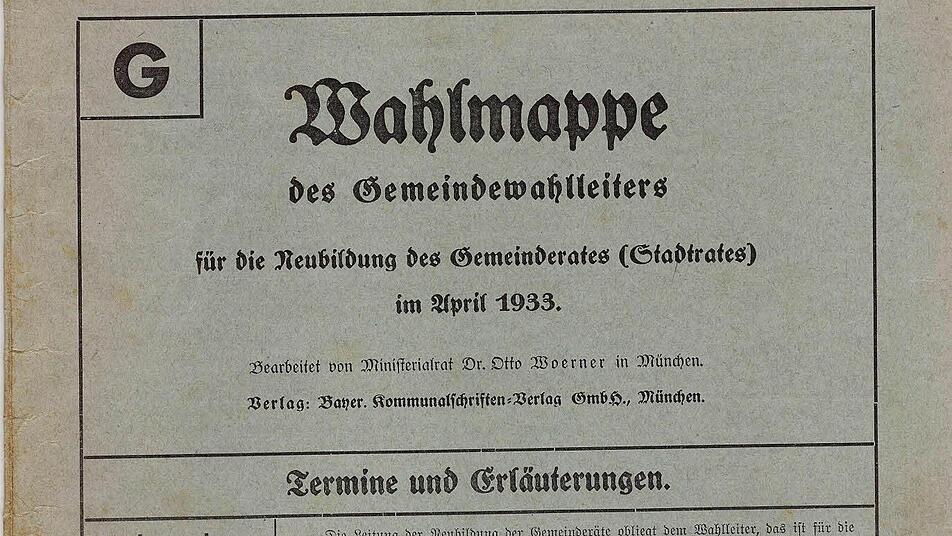 G
Wahlmappe
des Gemeindewahlleiters
für die Neubildung des Gemeinderates (Stadtrates)
im April 1933.
Bearbeitet von Ministerialrat Dr. Otto Woerner in München.
Verlag: Bayer. Kommunalschriften-Verlag GmbH., München.
Termine und Erläuterungen.
Die Leitung der Neubildung der Gemeinderäte obliegt dem Wahlleiter, das ist für die